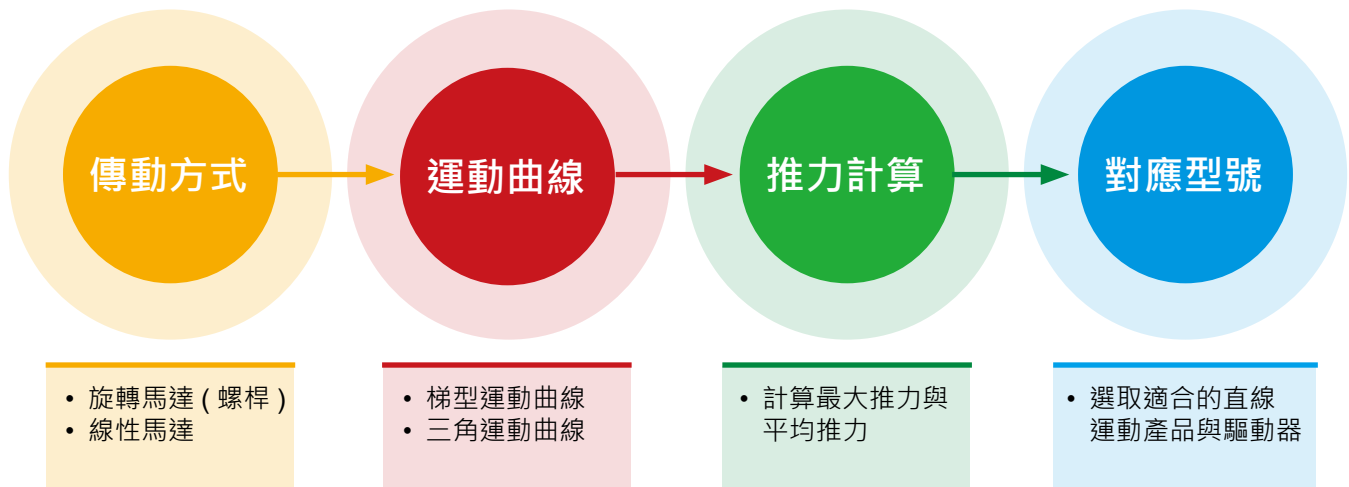 傳動方式
運動曲線
推力計算
對應型號
• 旋轉馬達 ( 螺桿 )
• 線性馬達
• 梯型運動曲線
• 三角運動曲線
• 計算最大推力與
平均推力
• 選取適合的直線
運動產品與驅動器